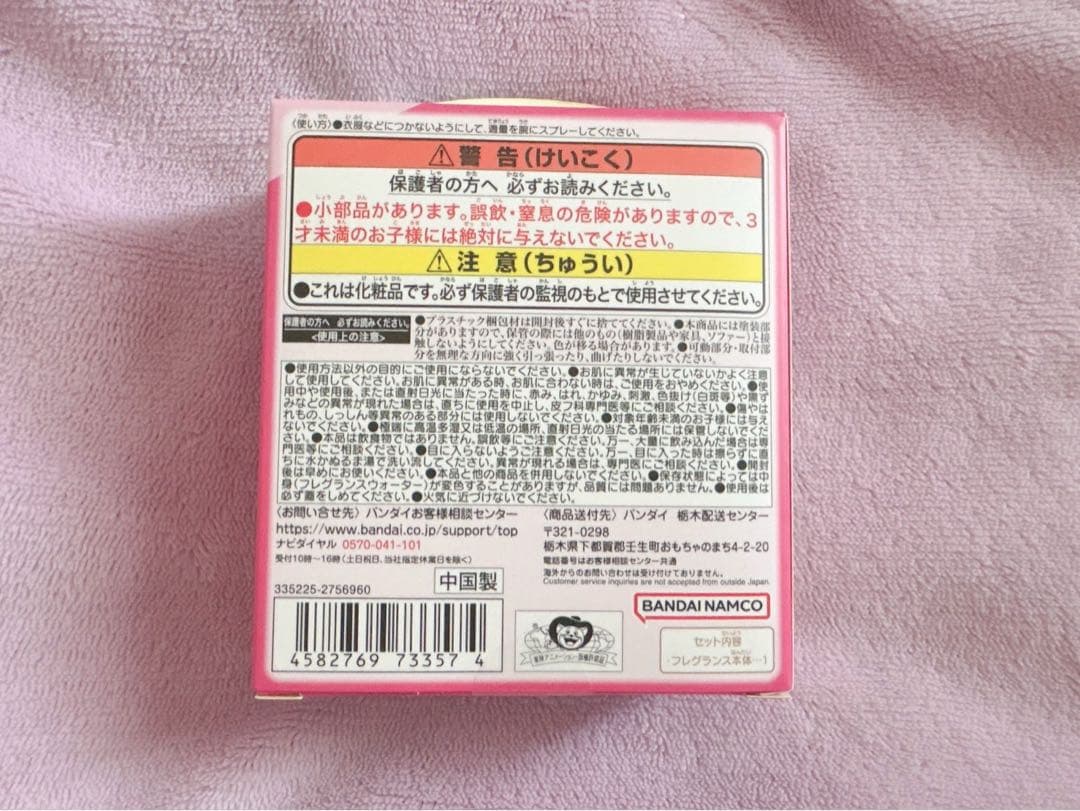 〈使い方〉●衣服などにつかないようにして、適量を腕にスプレーしてください。
⚠警 告(けいこく)
保護者の方へ 必ずお読みください。
●小部品があります。誤飲・窒息の危険がありますので、3
才未満のお子様には絶対に与えないでください。
⚠注 意(ちゅうい)
●これは化粧品です。必ず保護者の監視のもとで使用させてください。
保護者の方へ 必ずお読みください。
<使用上の注意>
●プラスチック梱包材は開封後すぐに捨ててください。●本商品には塗装部
分がありますので、保管の際には他のもの(樹脂製品や家具、ソファー)と接
触しないようにしてください。色が移る場合があります。●可動部分・取付部
分を無理な方向に強く引っ張ったり、曲げたりしないでください。
●使用方法以外の目的にご使用にならないでください。●お肌に異常が生じていないかよく注意
して使用してください。お肌に異常がある時、お肌に合わない時は、ご使用をおやめください。●使
用中や使用後、または直射日光に当たった時に、赤み、はれ、かゆみ、刺激、色抜け(白斑等)や黒ず
みなどの異常が現れた場合は、直ちに使用を中止し、皮フ科専門医等にご相談ください。●傷やは
れもの、しっしん等異常のある部分には使用しないでください。●対象年齢未満のお子様には与え
ないでください。●極端に高温多湿又は低温の場所、直射日光の当たる場所には保管しないでくだ
さい。●本品は飲食物ではありません。誤飲等にご注意ください。万一、大量に飲み込んだ場合は専
門医等にご相談ください。●目に入らないようご注意ください。万一、目に入った時は擦らずに直
ちに水かぬるま湯で洗い流してください。異常が現れる場合は、専門医にご相談ください。●開封
後は早めにお使いください。●本品と他の商品を併用しないでください。●保存状態によっては中
身(フレグランスウォーター)が変色することがありますが、品質には問題ありません。●使用後は
必ず蓋をしめてください。●火気に近づけないでください。
〈お問い合せ先〉バンダイお客様相談センター
https://www.bandai.co.jp/support/top
ナビダイヤル 0570-041-101
受付10時〜16時(土日祝日、当社指定休業日を除く)
〈商品送付先〉バンダイ 栃木配送センター
〒321-0298
栃木県下都賀郡壬生町おもちゃのまち4-2-20
電話番号はお客様相談センター共通
海外からのお問い合わせは受け付けておりません。
Customer service inquiries are not accepted from outside Japan.
335225-2756960
中国製
4582769 733574
東映アニメーション・版権許諾証
BANDAI NAMCO
セット内容
・フレグランス本体…1